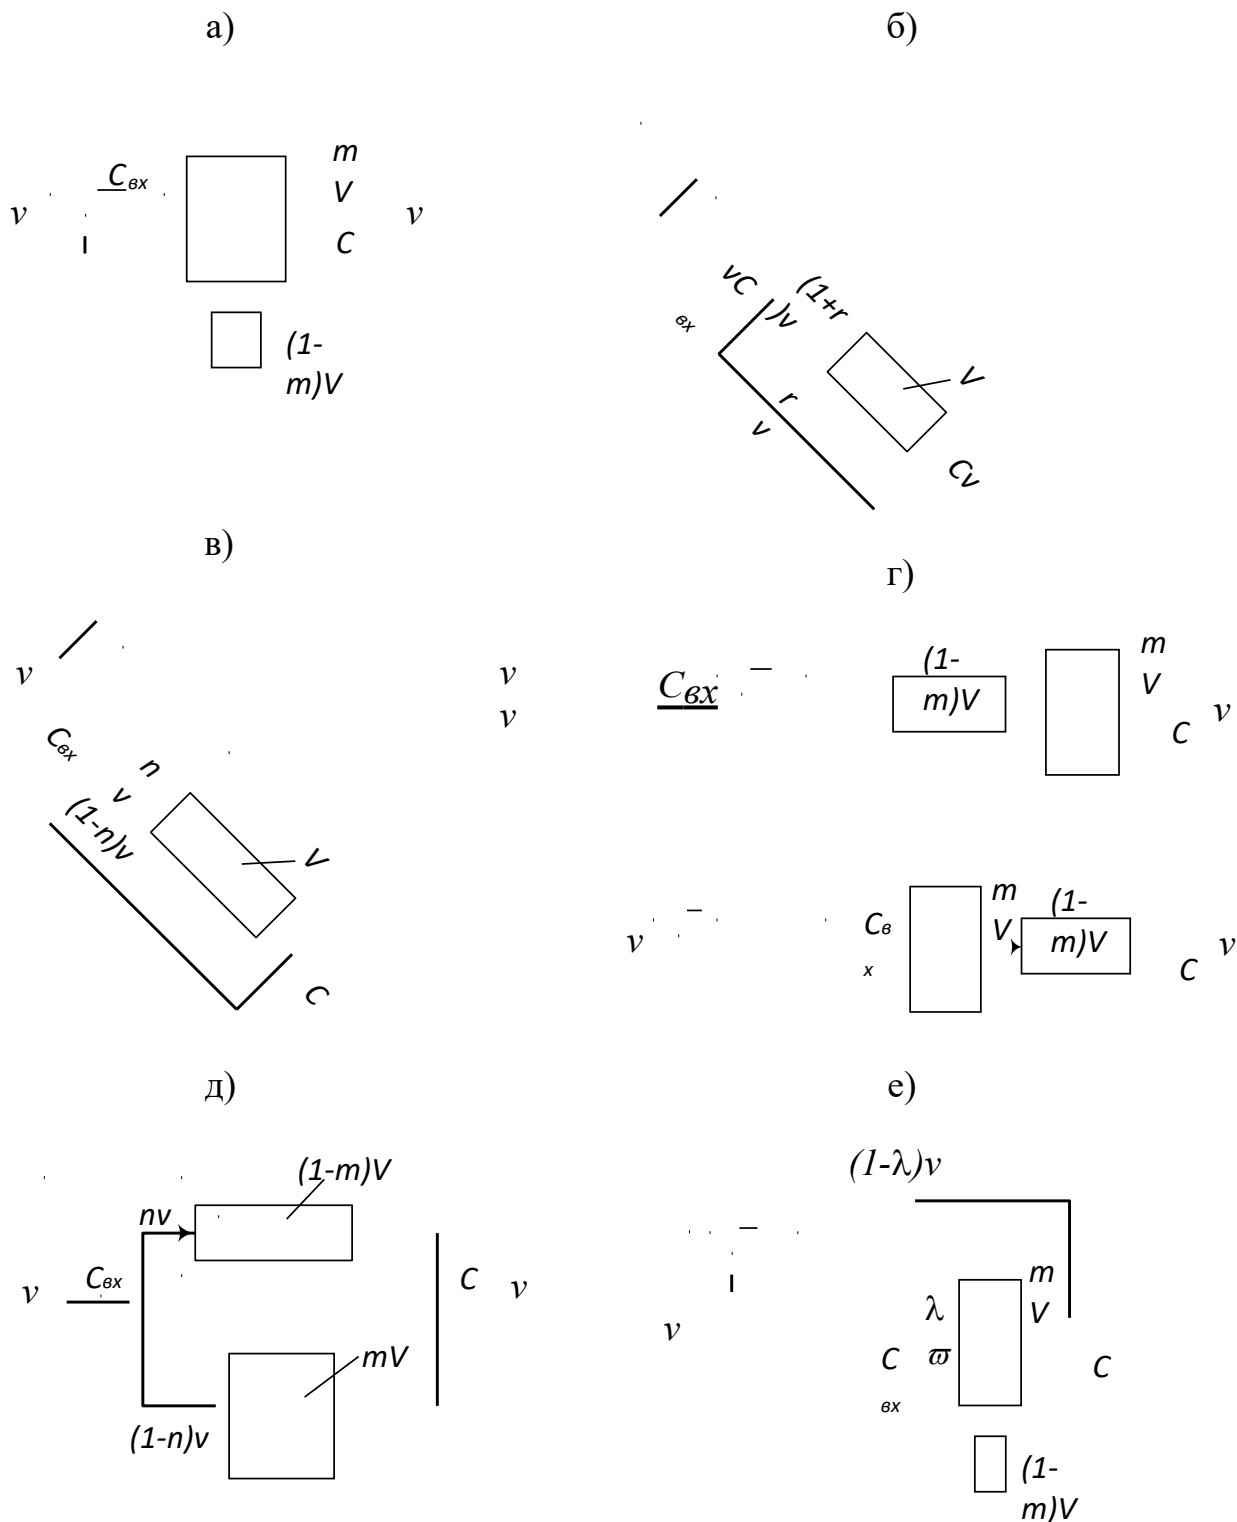 а)
б)
m
Cвх
V
v
v
C
(1-
m)V
vC
(1+r
)v
вх
V
r
v
Cv
в)
г)
v
v
v
Cвх
n
v
(1-n)v
V
C
Cвх
(1-
m)V
m
V
C
v
v
Cв
х
m
V
(1-
m)V
C
v
д)
е)
(1-m)V
nv
Cвх
v
C
v
mV
(1-n)v
(1-λ)v
m
V
λ
ϖ
v
C
вх
C
(1-
m)V